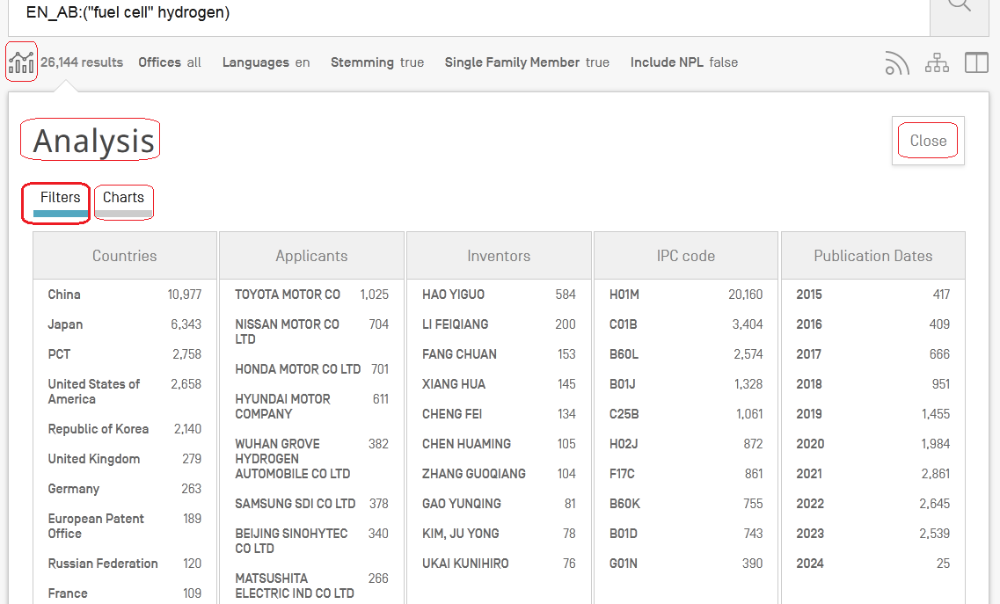 EN_AB:("fuel cell" hydrogen)
26,144 results Offices all Languages en Stemming true Single Family Member true Include NPL false
Analysis
Close
Filters Charts
Countries
China 10,977
Japan 6,343
PCT 2,758
United States of 2,658
America
Republic of Korea 2,140
United Kingdom 279
Germany 263
European Patent 189
Office
Russian Federation 120
France 109
Applicants
TOYOTA MOTOR CO 1,025
NISSAN MOTOR CO 704
LTD
HONDA MOTOR CO LTD 701
HYUNDAI MOTOR 611
COMPANY
WUHAN GROVE 382
HYDROGEN
AUTOMOBILE CO LTD
SAMSUNG SDI CO LTD 378
BEIJING SINOHYTEC 340
CO LTD
MATSUSHITA 266
ELECTRIC IND CO LTD
Inventors
HAO YIGUO 584
LI FEIQIANG 200
FANG CHUAN 153
XIANG HUA 145
CHENG FEI 134
CHEN HUAMING 105
ZHANG GUOQIANG 104
GAO YUNQING 81
KIM, JU YONG 78
UKAI KUNIHIRO 76
IPC code
H01M 20,160
C01B 3,404
B60L 2,574
B01J 1,328
C25B 1,061
H02J 872
F17C 861
B60K 755
B01D 743
G01N 390
Publication Dates
2015 417
2016 409
2017 666
2018 951
2019 1,455
2020 1,984
2021 2,861
2022 2,645
2023 2,539
2024 25